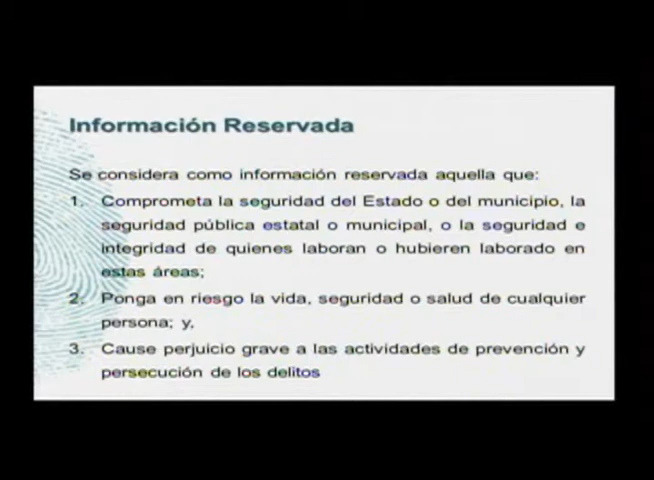 Información Reservada
Se considera como información reservada aquella que:
1. Comprometa la seguridad del Estado o del municipio, la
seguridad pública estatal o municipal, o la seguridad e
integridad de quienes laboran o hubieren laborado en
estas áreas;
2. Ponga en riesgo la vida, seguridad o salud de cualquier
persona; y,
3. Cause perjuicio grave a las actividades de prevención y
persecución de los delitos